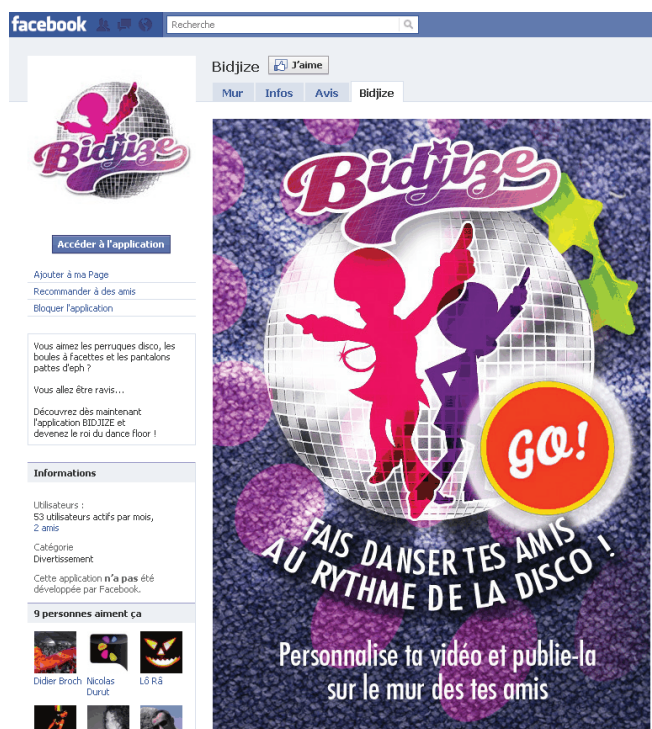 facebook
Recherche
Bidjize
J'aime
Mur Infos Avis Bidjize
Bidjize
Accéder à l'application
Ajouter à ma Page
Recommander à des amis
Bloquer l'application
Vous aimez les perruques disco, les
boules à facettes et les pantalons
pattes d'eph ?
Vous allez être ravis...
Découvrez dès maintenant
l'application BIDJIZE et
devenez le roi du dance floor !
Informations
Utilisateurs :
53 utilisateurs actifs par mois,
2 amis
Catégorie
Divertissement
Cette application n'a pas été
développée par Facebook.
9 personnes aiment ça
Didier Broch
Nicolas
Durut
Lô Râ
Bidjize
GO!
FAIS DANSER TES AMIS
AU RYTHME DE LA DISCO !
Personnalise ta vidéo et publie-la
sur le mur des tes amis